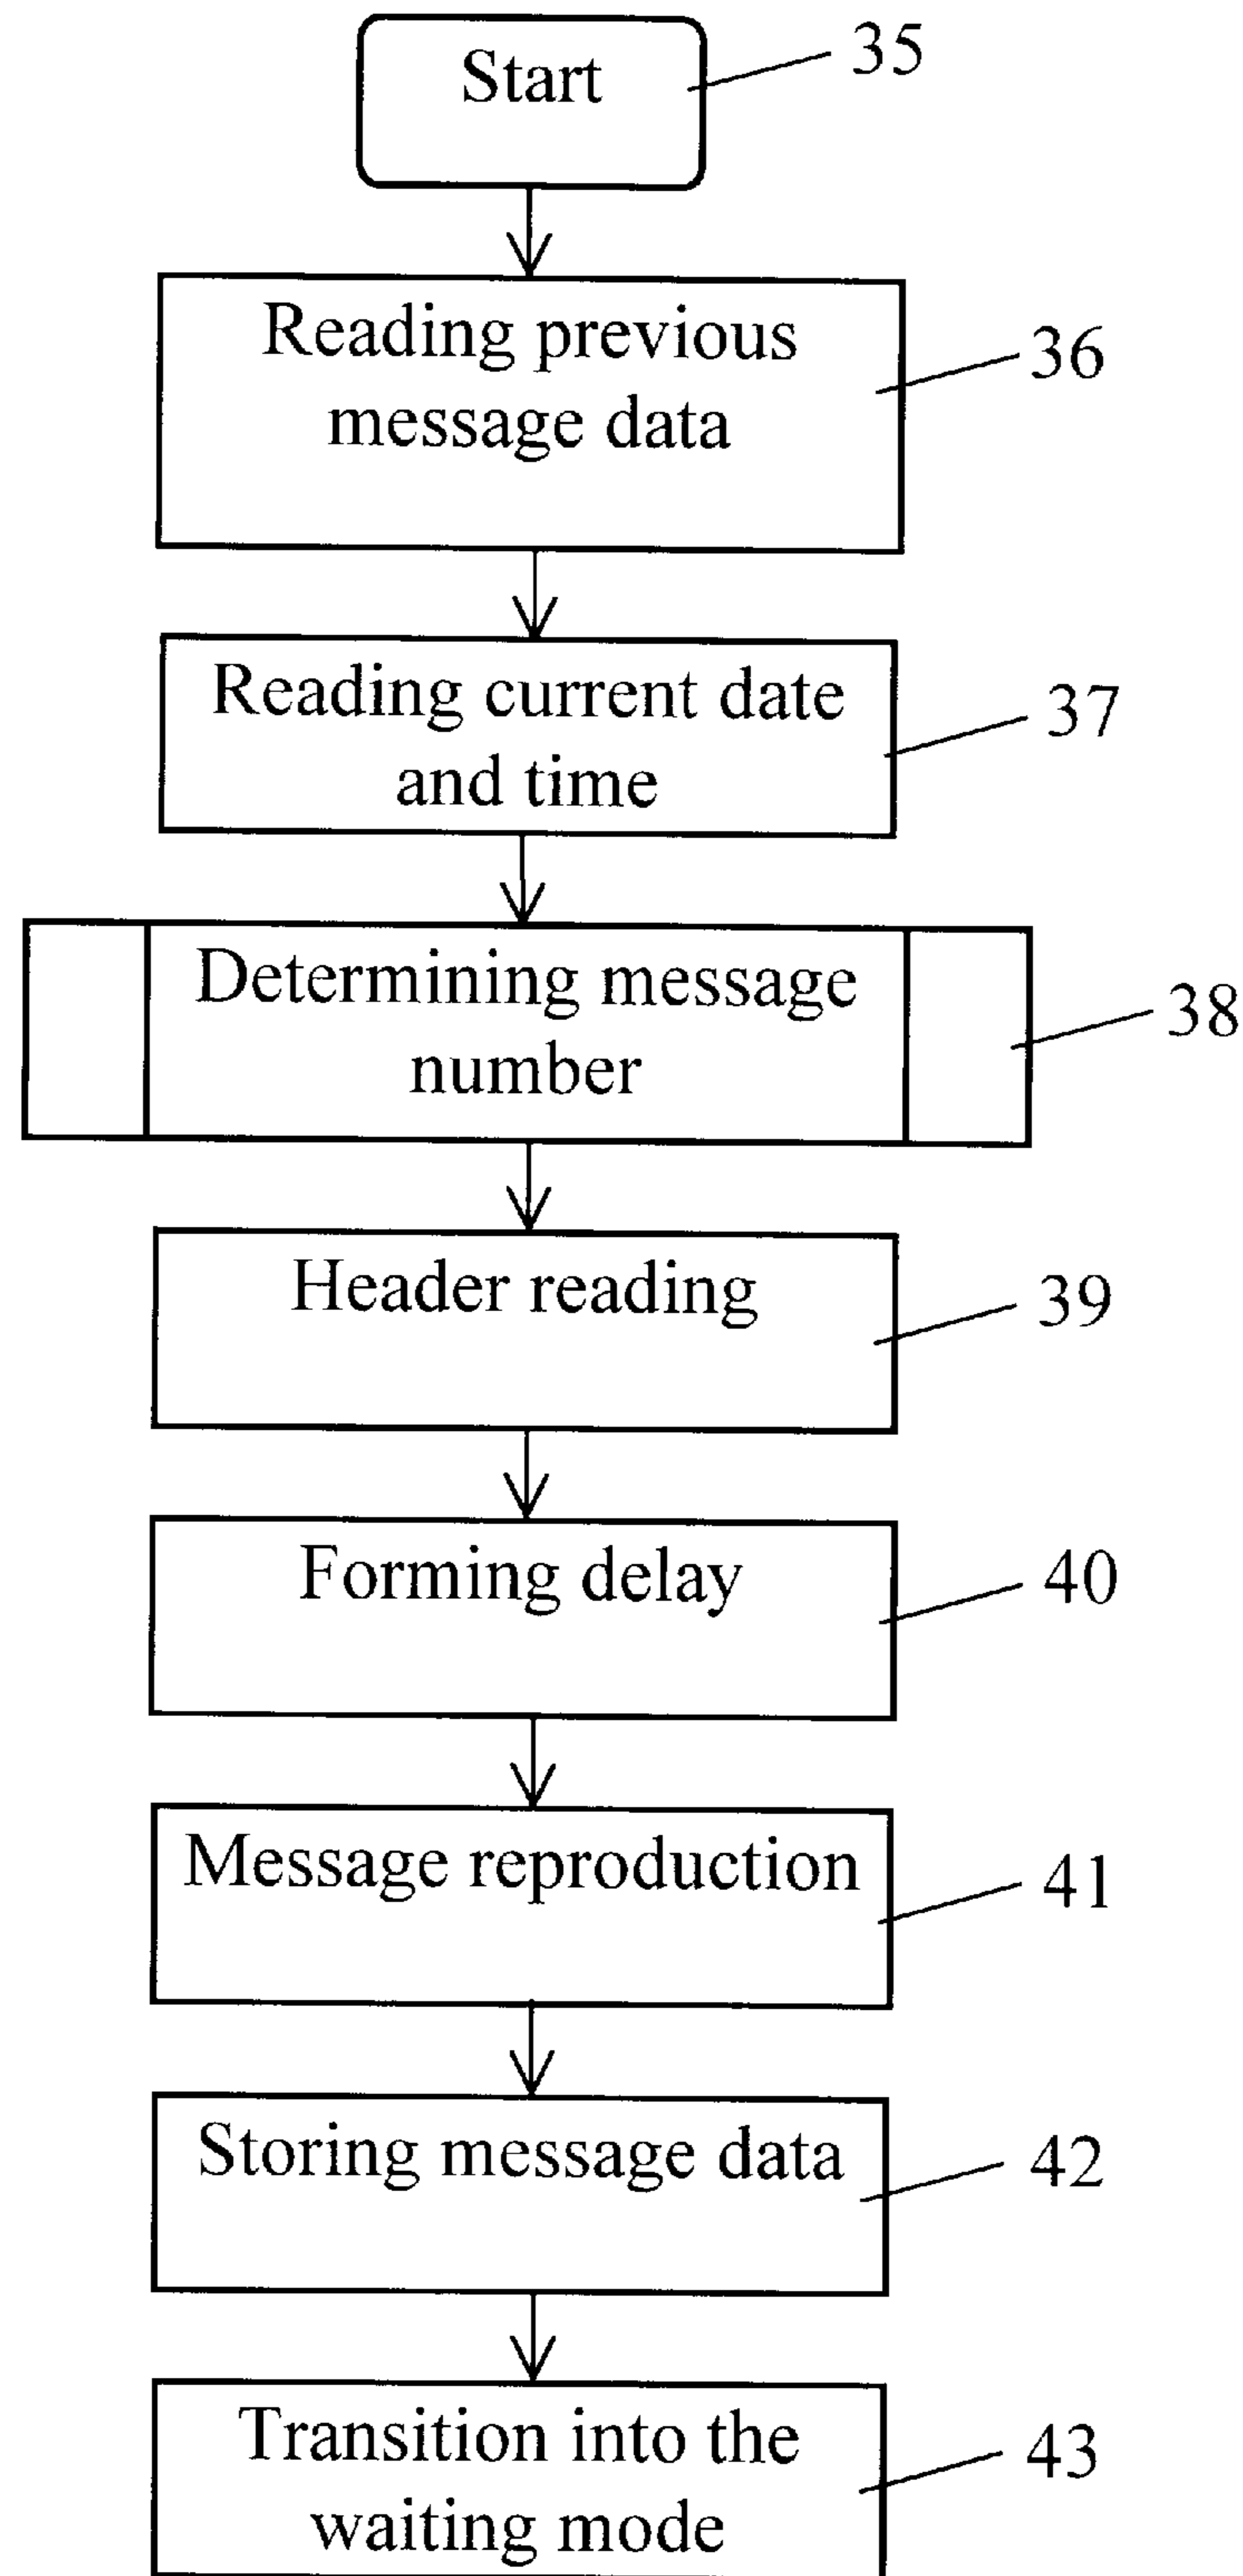 Start
35
Reading previous
message data
36
Reading current date
and time
37
Determining message
number
38
Header reading
39
Forming delay
40
Message reproduction
41
Storing message data
42
Transition into the
waiting mode
43